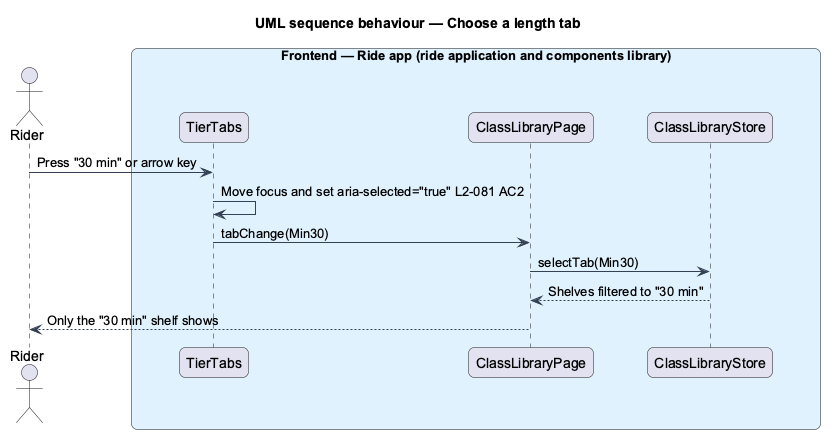 UML sequence behaviour — Choose a length tab
Frontend — Ride app (ride application and components library)
Rider
TierTabs
ClassLibraryPage
ClassLibraryStore
Press "30 min" or arrow key
Move focus and set aria-selected="true" L2-081 AC2
tabChange(Min30)
selectTab(Min30)
Shelves filtered to "30 min"
Only the "30 min" shelf shows
Rider
TierTabs
ClassLibraryPage
ClassLibraryStore